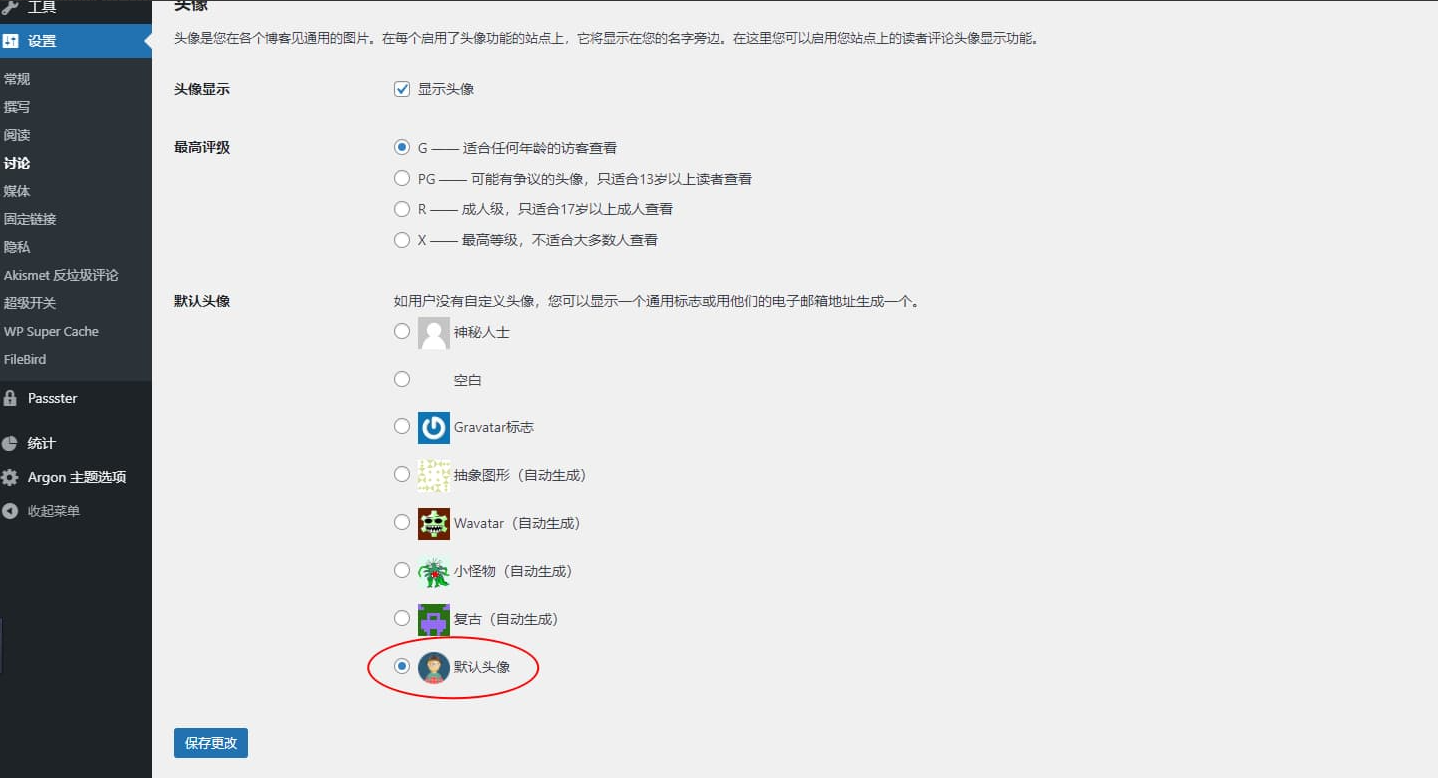 工具
设置
常规
撰写
阅读
讨论
媒体
固定链接
隐私
Akismet 反垃圾评论
超级开关
WP Super Cache
FileBird
Passster
统计
Argon 主题选项
收起菜单
头像
头像是您在各个博客见通用的图片。在每个启用了头像功能的站点上，它将显示在您的名字旁边。在这里您可以启用您站点上的读者评论头像显示功能。
头像显示
显示头像
最高评级
G —— 适合任何年龄的访客查看
PG —— 可能有争议的头像，只适合13岁以上读者查看
R —— 成人级，只适合17岁以上成人查看
X —— 最高等级，不适合大多数人查看
默认头像
如用户没有自定义头像，您可以显示一个通用标志或用他们的电子邮箱地址生成一个。
神秘人士
空白
Gravatar标志
抽象图形（自动生成）
Wavatar（自动生成）
小怪物（自动生成）
复古（自动生成）
默认头像
保存更改